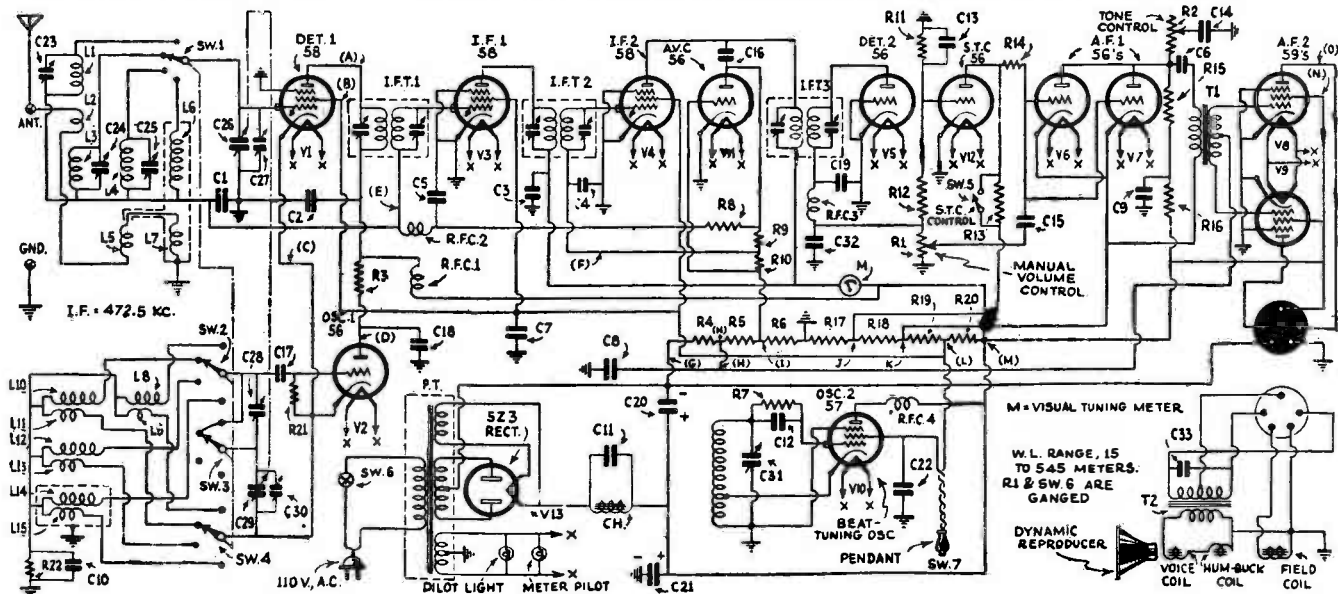 C23
L1
L2
L3
ANT.
GND.
SW.1
L6
C24
C25
L4
L5
L7
C1
C26
C27
C2
(C)
I.F. = 472.5 KC.
DET.1
58
(A)
(B)
V1
I.F.T.1
(E)
I.F.1
58
V3
C5
R.F.C.2
R.F.C.1
R3
I.F.T 2
C3
C4
(F)
I.F.2
58
V4
A.V.C
56
C16
R8
R9
R10
I.F.T3
C19
R.F.C.3
C32
M
DET.2
56
V5
R11
C13
R12
R1
S.T.C
56
V12
SW.5
S.T.C.
CONTROL
R13
R14
MANUAL
VOLUME
CONTROL
C15
A.F.1
56'S
V6
V7
C9
TONE
CONTROL
R2
C14
C6
R15
T1
R16
A.F.2
59'S
(O)
(N)
V8
V9
OSC.1
56
(D)
V2
C18
C7
C8
R4
R5
R6
R17
R18
R19
R20
(G)
(H)
(I)
J
K
(L)
(M)
SW.2
C28
C17
R21
L10
L11
L12
L13
L14
L15
L8
SW.3
SW.4
C29
C30
R22
C10
SW.6
110 V., A.C.
P.T.
5Z3
RECT.)
V13
C11
CH.
C20
C21
PILOT LIGHT
METER PILOT
X
R7
C12
C31
OSC.2
57
V10
R.F.C.4
C22
BEAT-
TUNING OSC
PENDANT
SW.7
M = VISUAL TUNING METER
W.L. RANGE, 15
TO 545 METERS.
R1 & SW.6 ARE
GANGED
C33
T2
DYNAMIC
REPRODUCER
VOICE
COIL
HUM-BUCK
COIL
FIELD
COIL